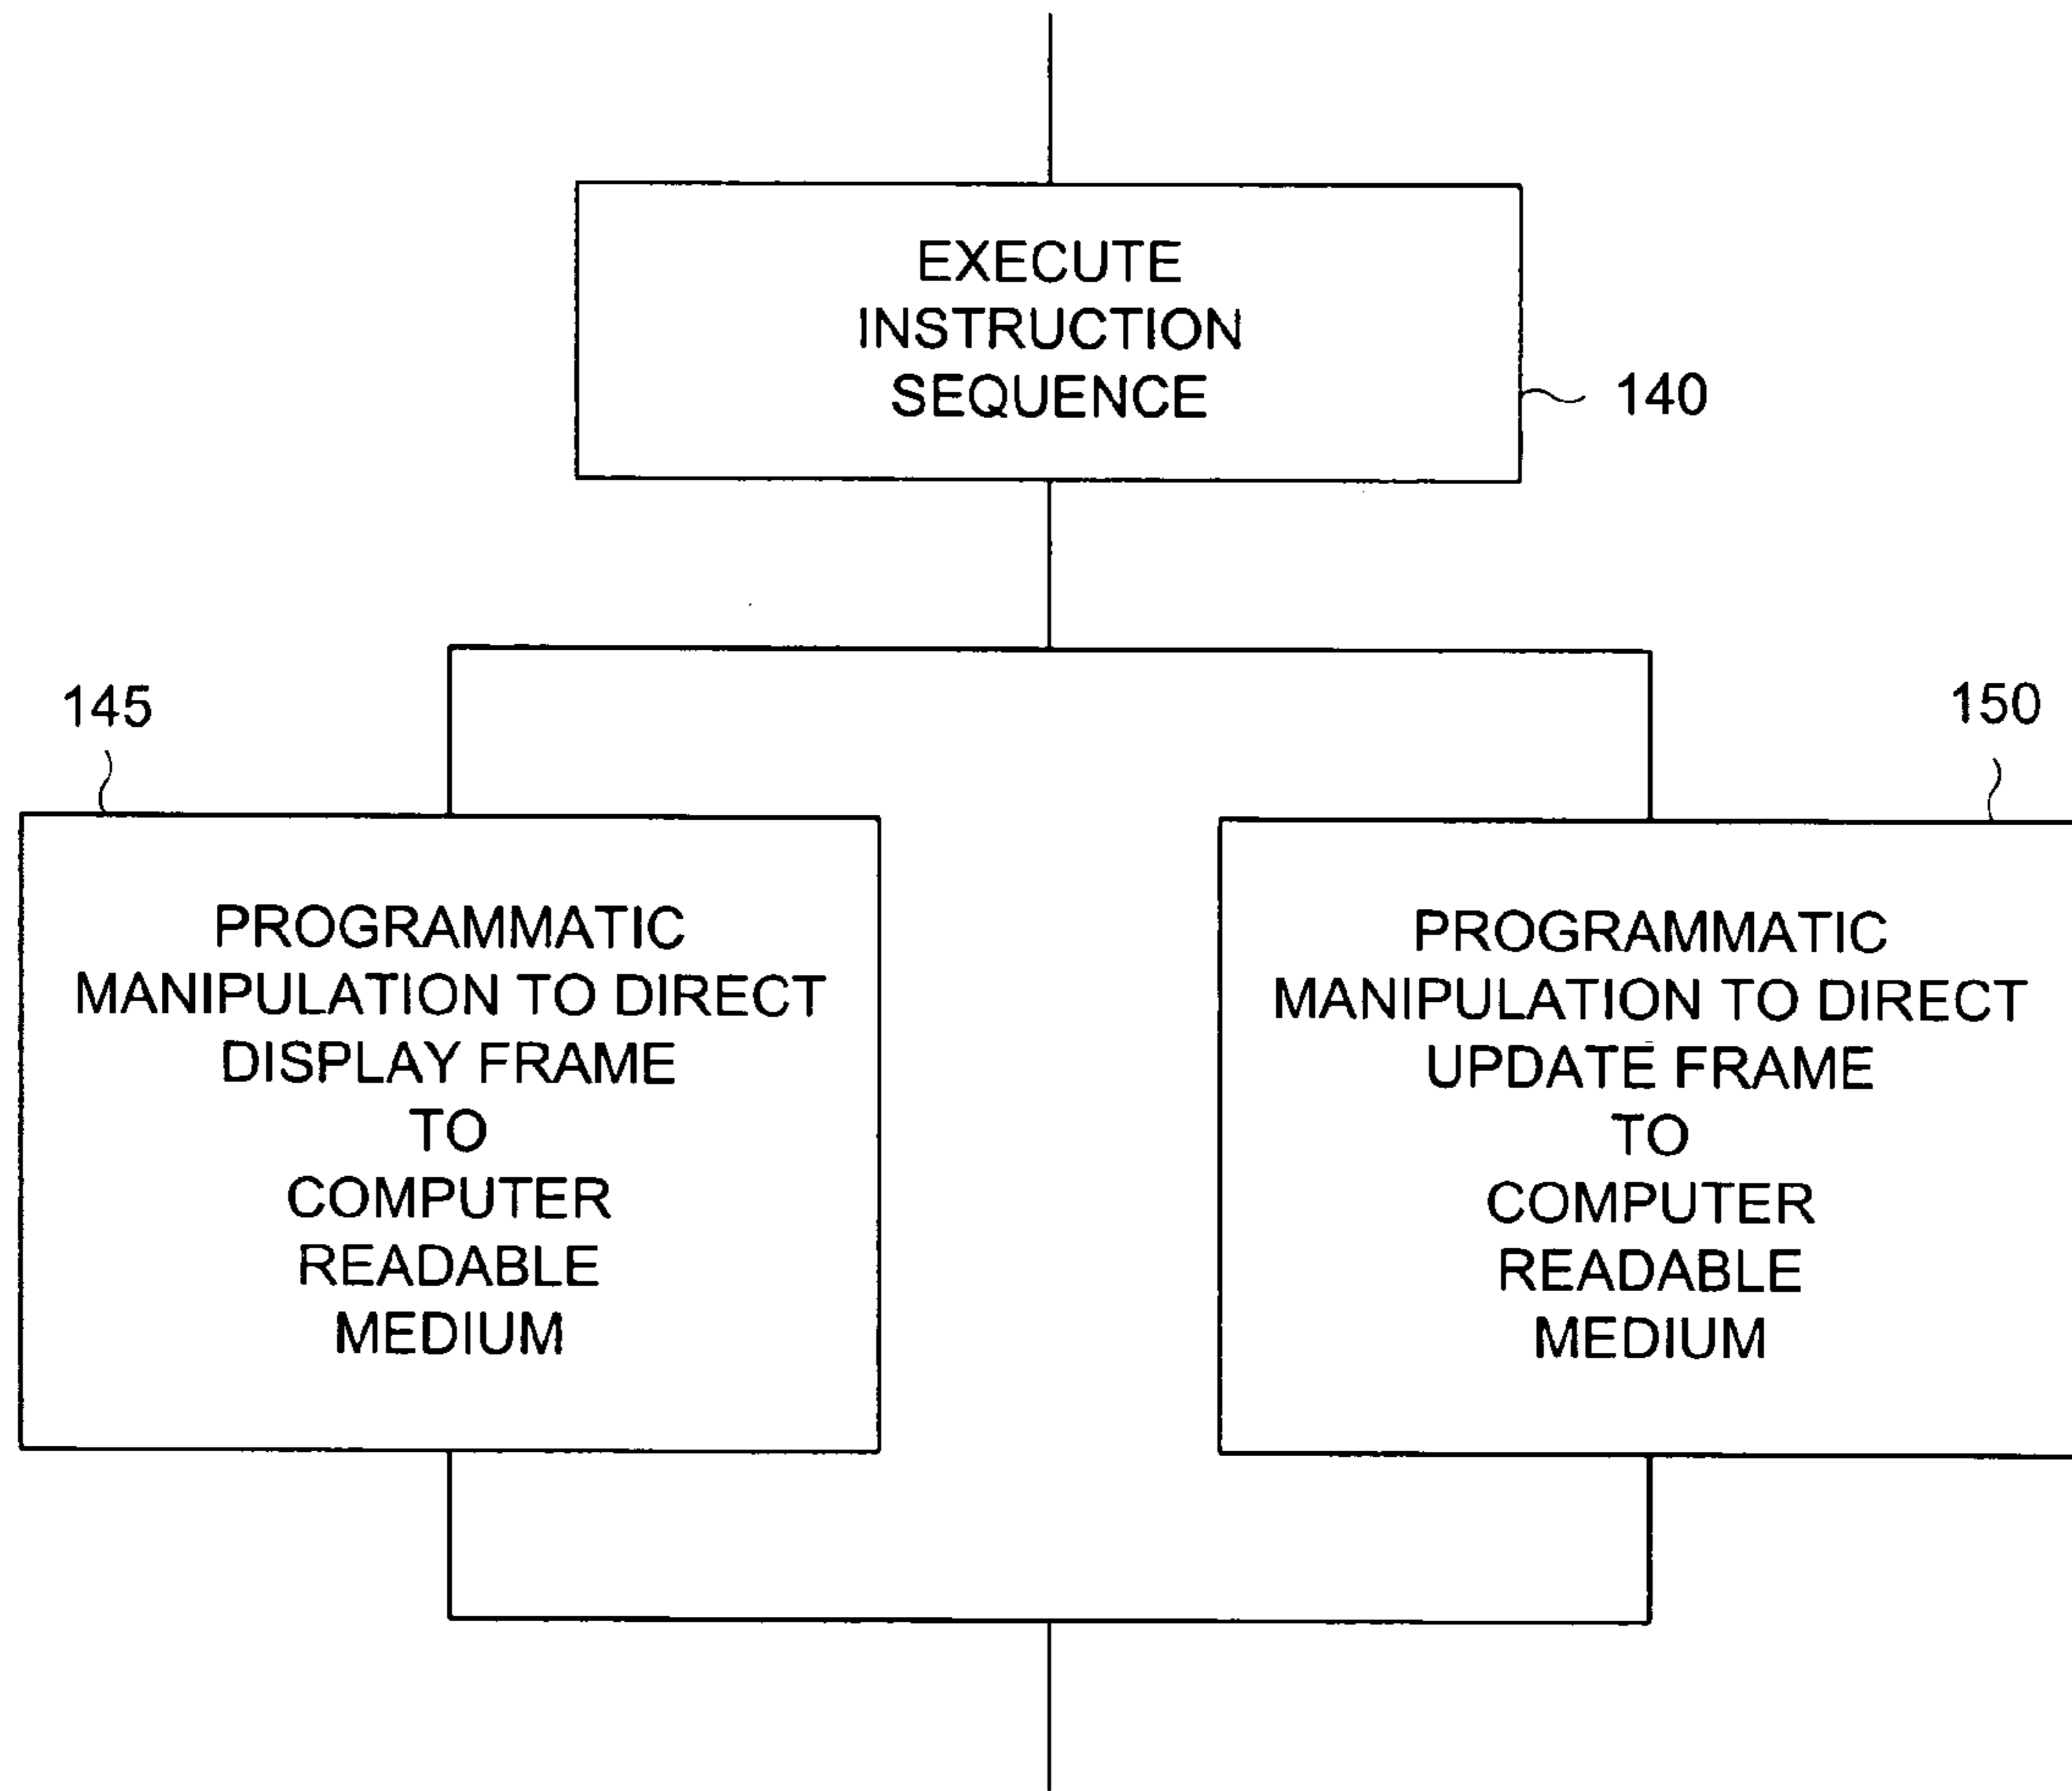 EXECUTE
INSTRUCTION
SEQUENCE
140
145
150
PROGRAMMATIC
MANIPULATION TO DIRECT
DISPLAY FRAME
TO
COMPUTER
READABLE
MEDIUM
PROGRAMMATIC
MANIPULATION TO DIRECT
UPDATE FRAME
TO
COMPUTER
READABLE
MEDIUM